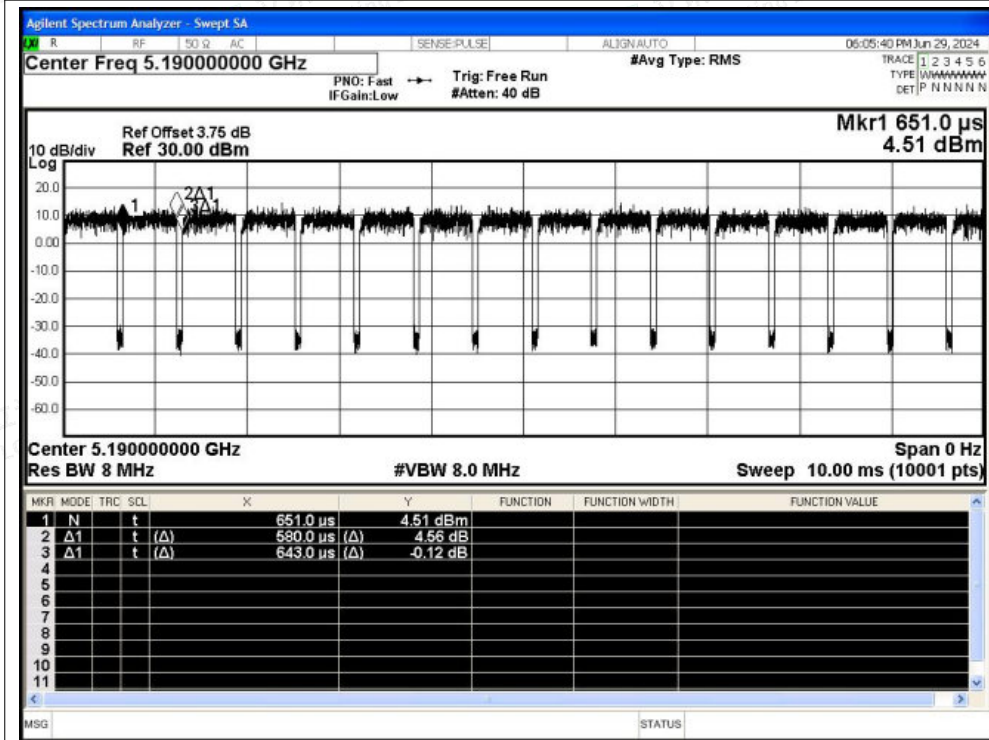 Agilent Spectrum Analyzer - Swept SA
LXI R RF 50 Ω AC SENSE:PULSE ALIGN AUTO 06:05:40 PM Jun 29, 2024
Center Freq 5.190000000 GHz #Avg Type: RMS TRACE 1 2 3 4 5 6
PNO: Fast Trig: Free Run TYPE
IFGain:Low #Atten: 40 dB DET P N N N N N
Mkr1 651.0 µs
Ref Offset 3.75 dB
10 dB/div Ref 30.00 dBm 4.51 dBm
Log
20.0
2Δ1
1
10.0
0.00
-10.0
-20.0
-30.0
-40.0
-50.0
-60.0
Center 5.190000000 GHz Span 0 Hz
Res BW 8 MHz #VBW 8.0 MHz Sweep 10.00 ms (10001 pts)
MKR MODE TRC SCL X Y FUNCTION FUNCTION WIDTH FUNCTION VALUE
1 N t 651.0 µs 4.51 dBm
2 Δ1 t (Δ) 580.0 µs (Δ) 4.56 dB
3 Δ1 t (Δ) 643.0 µs (Δ) -0.12 dB
4
5
6
7
8
9
10
11
MSG STATUS